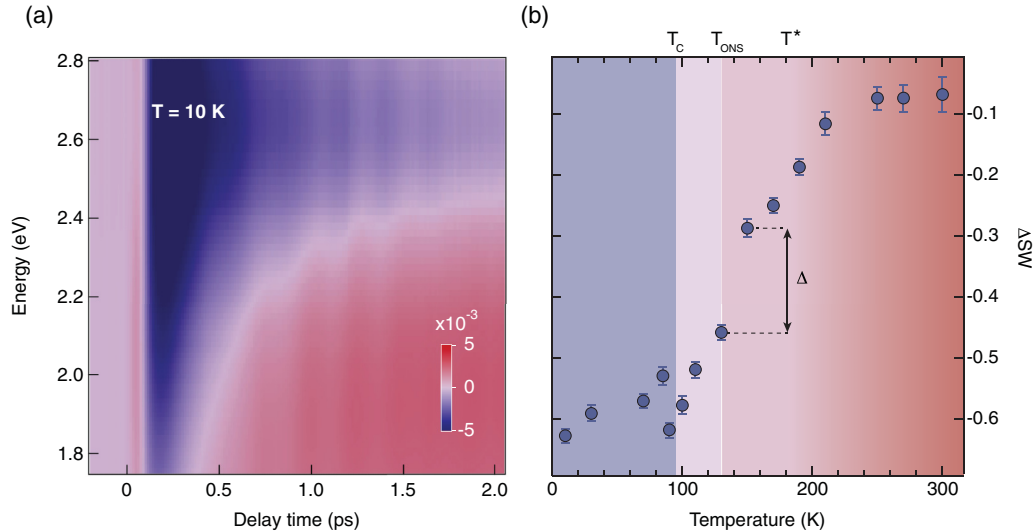 (a)
2.8
2.6
2.4
2.2
2.0
1.8
Energy (eV)
T = 10 K
x10⁻³
5
0
-5
0
0.5
1.0
1.5
2.0
Delay time (ps)
(b)
T_C
T_ONS
T*
-0.1
-0.2
-0.3
-0.4
-0.5
-0.6
ΔSW
Δ
0
100
200
300
Temperature (K)